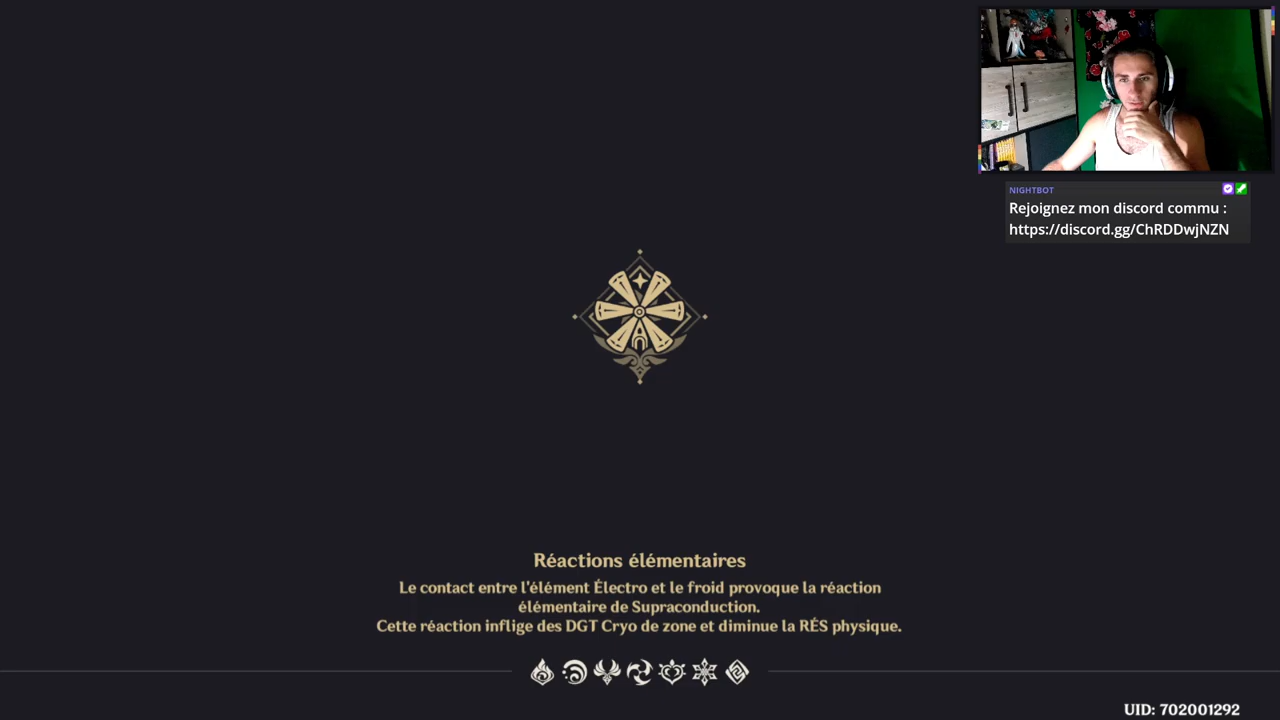 NIGHTBOT
Rejoignez mon discord commu :
https://discord.gg/ChRDDwjNZN
Réactions élémentaires
Le contact entre l'élément Électro et le froid provoque la réaction
élémentaire de Supraconduction.
Cette réaction inflige des DGT Cryo de zone et diminue la RÉS physique.
UID: 702001292